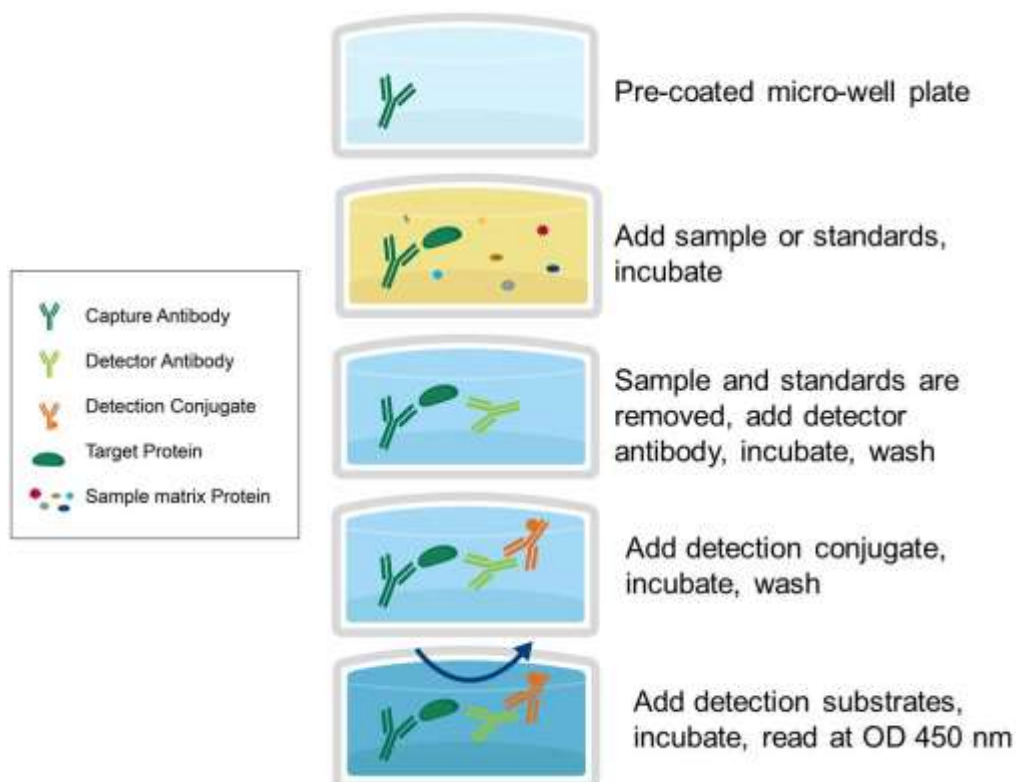 Pre-coated micro-well plate
Add sample or standards,
incubate
Capture Antibody
Detector Antibody
Detection Conjugate
Target Protein
Sample matrix Protein
Sample and standards are
removed, add detector
antibody, incubate, wash
Add detection conjugate,
incubate, wash
Add detection substrates,
incubate, read at OD 450 nm